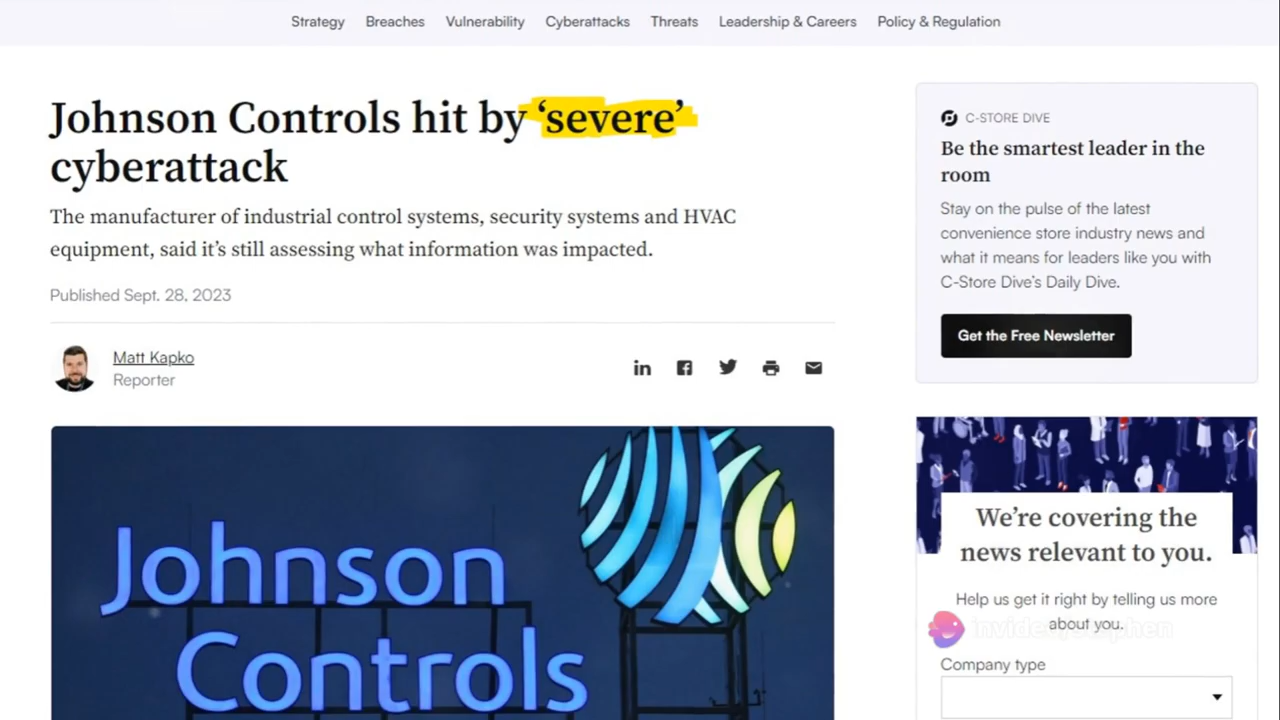 Strategy Breaches Vulnerability Cyberattacks Threats Leadership & Careers Policy & Regulation
Johnson Controls hit by ‘severe’
cyberattack
The manufacturer of industrial control systems, security systems and HVAC
equipment, said it’s still assessing what information was impacted.
Published Sept. 28, 2023
Matt Kapko
Reporter
Johnson
Controls
C-STORE DIVE
Be the smartest leader in the
room
Stay on the pulse of the latest
convenience store industry news and
what it means for leaders like you with
C-Store Dive’s Daily Dive.
Get the Free Newsletter
We’re covering the
news relevant to you.
Help us get it right by telling us more
about you.
Company type